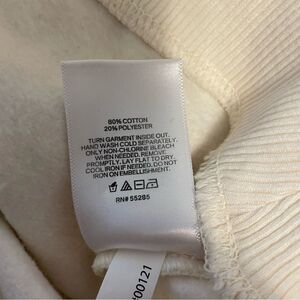 80% COTTON
20% POLYESTER
TURN GARMENT INSIDE OUT.
HAND WASH COLD SEPARATELY.
ONLY NON-CHLORINE BLEACH
WHEN NEEDED. REMOVE
PROMPTLY. LAY FLAT TO DRY.
COOL IRON IF NEEDED. DO NOT
IRON ON EMBELLISHMENT.
RN# 55285
00121